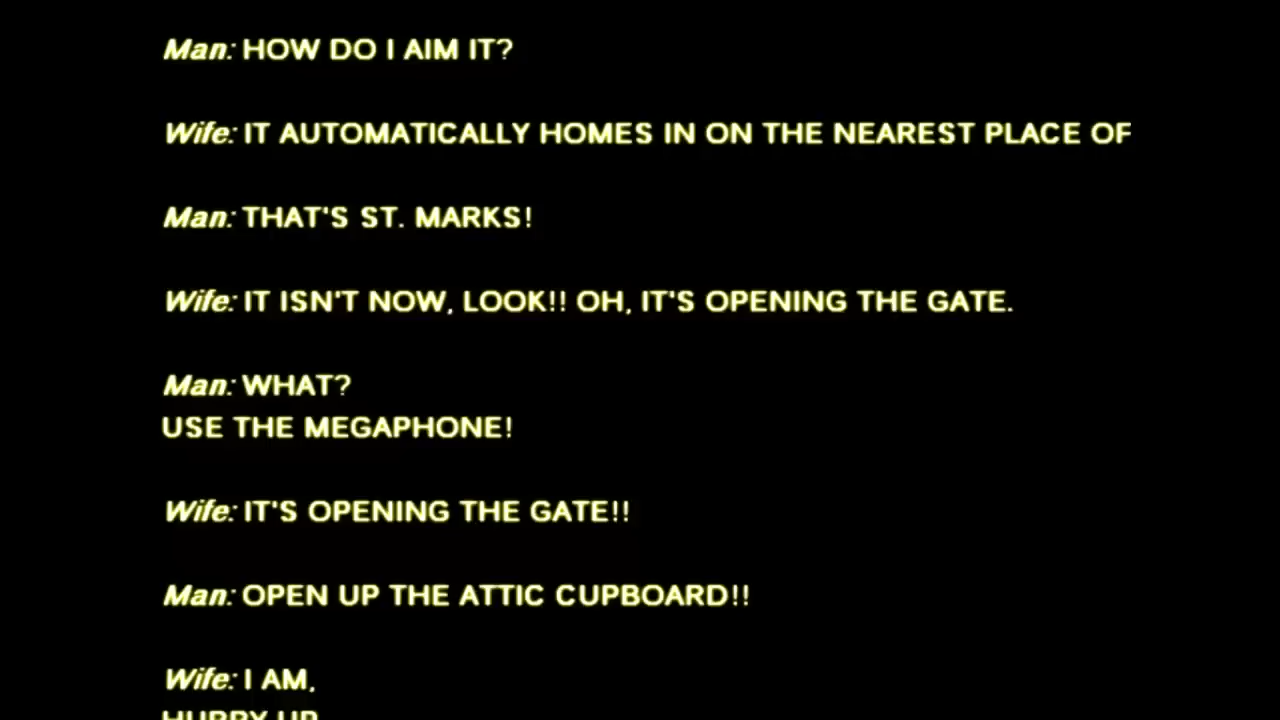 Man: HOW DO I AIM IT?
Wife: IT AUTOMATICALLY HOMES IN ON THE NEAREST PLACE OF
Man: THAT'S ST. MARKS!
Wife: IT ISN'T NOW, LOOK!! OH, IT'S OPENING THE GATE.
Man: WHAT?
USE THE MEGAPHONE!
Wife: IT'S OPENING THE GATE!!
Man: OPEN UP THE ATTIC CUPBOARD!!
Wife: I AM,
HURRY UP